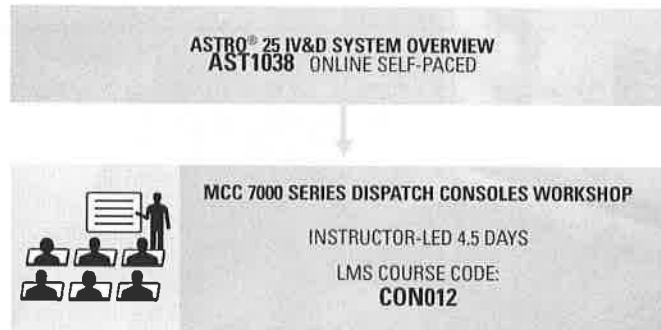 ASTRO® 25 IV&D SYSTEM OVERVIEW
AST1038 ONLINE SELF-PACED
MCC 7000 SERIES DISPATCH CONSOLES WORKSHOP
INSTRUCTOR-LED 4.5 DAYS
LMS COURSE CODE:
CON012